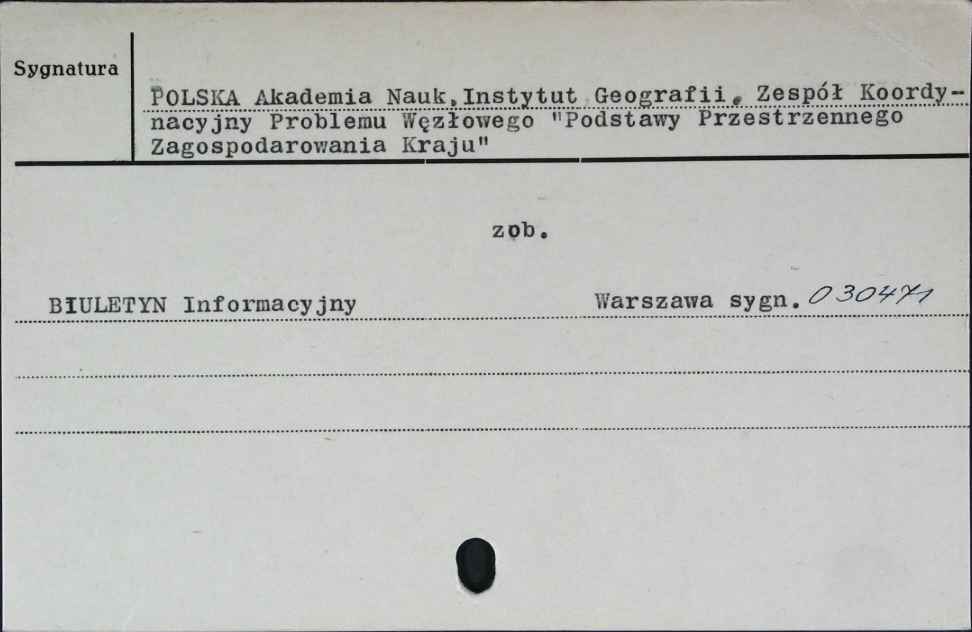 Sygnatura
POLSKA Akademia Nauk, Instytut Geografii. Zespół Koordy-
nacyjny Problemu Węzłowego "Podstawy Przestrzennego
Zagospodarowania Kraju"
zob.
BIULETYN Informacyjny Warszawa sygn. 030471